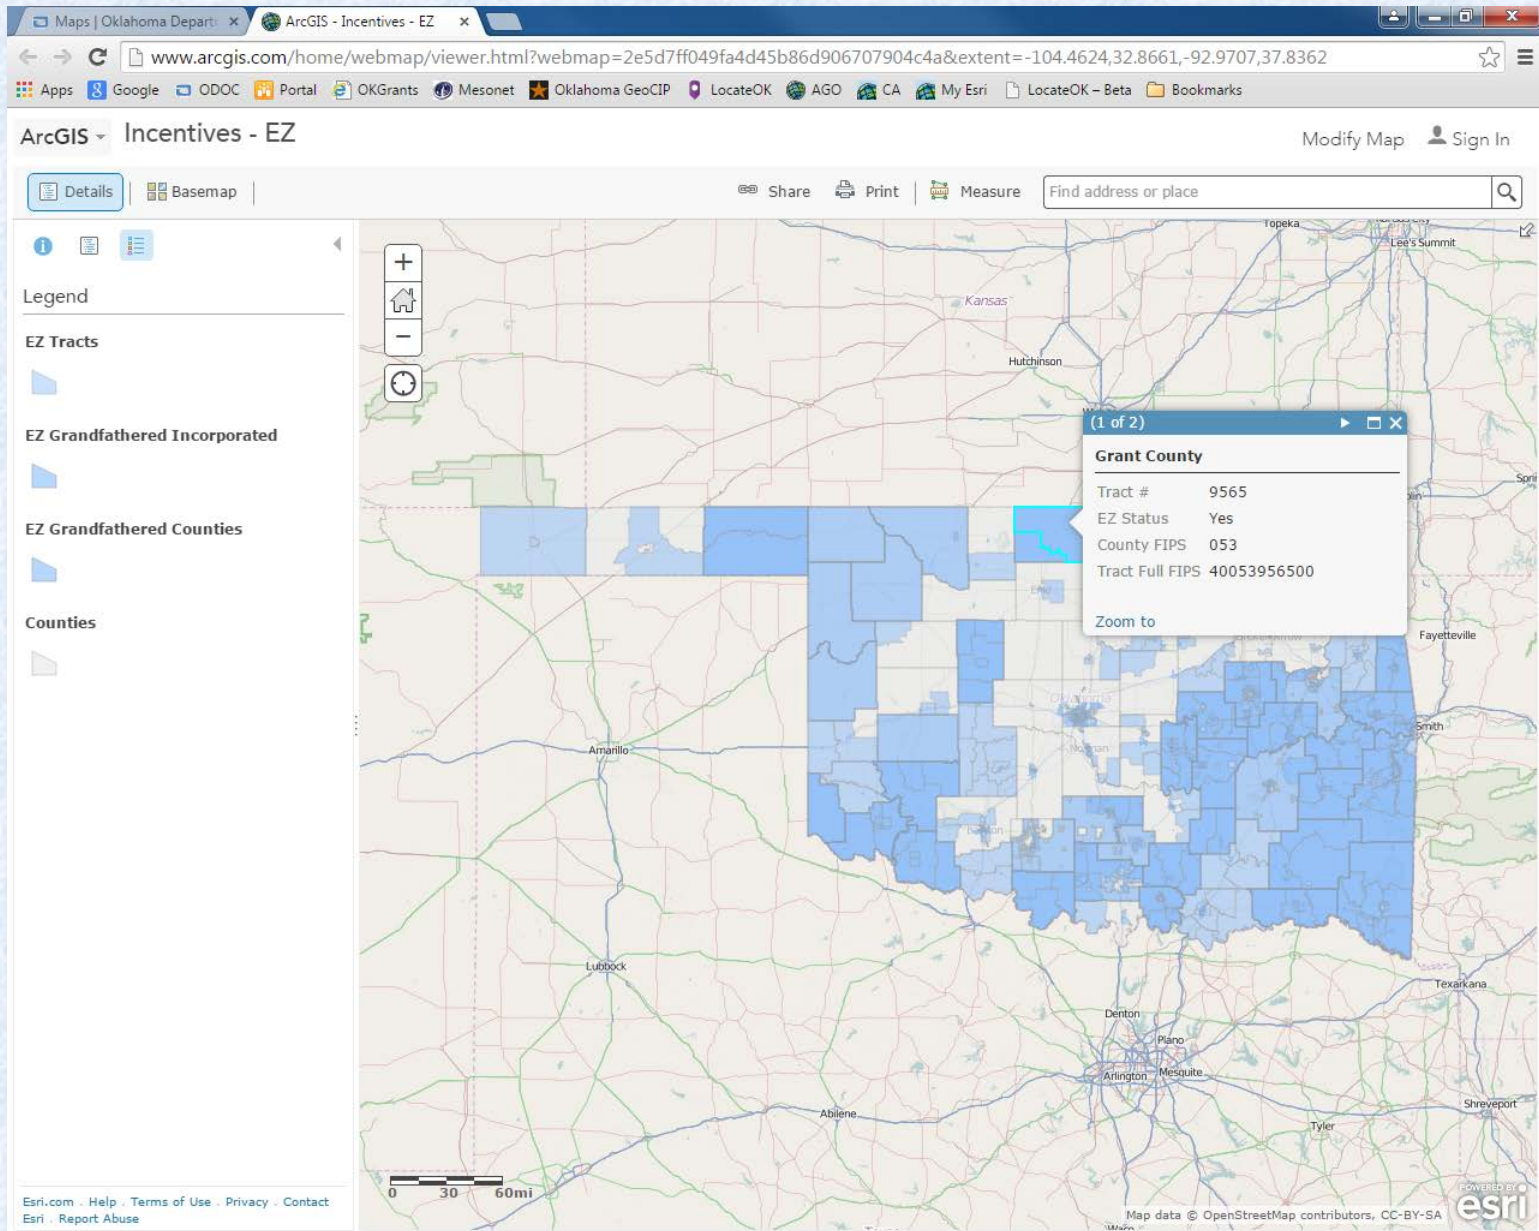 Maps | Oklahoma Depart
ArcGIS - Incentives - EZ
www.arcgis.com/home/webmap/viewer.html?webmap=2e5d7ff049fa4d45b86d906707904c4a&extent=-104.4624,32.8661,-92.9707,37.8362
Apps Google ODOC Portal OKGrants Mesonet Oklahoma GeoCIP LocateOK AGO CA My Esri LocateOK – Beta Bookmarks
ArcGIS Incentives - EZ
Modify Map Sign In
Details Basemap Share Print Measure Find address or place
Legend
EZ Tracts
EZ Grandfathered Incorporated
EZ Grandfathered Counties
Counties
Topeka
Lee's Summit
Kansas
Hutchinson
(1 of 2)
Grant County
Tract # 9565
EZ Status Yes
County FIPS 053
Tract Full FIPS 40053956500
Zoom to
Enid
Fayetteville
Oklahoma
Smith
Amarillo
Norman
Lawton
Lubbock
Texarkana
Denton
Plano
Arlington
Mesquite
Abilene
Shreveport
Tyler
0 30 60mi
Esri.com . Help . Terms of Use . Privacy . Contact
Esri . Report Abuse
Map data © OpenStreetMap contributors, CC-BY-SA
POWERED BY
esri